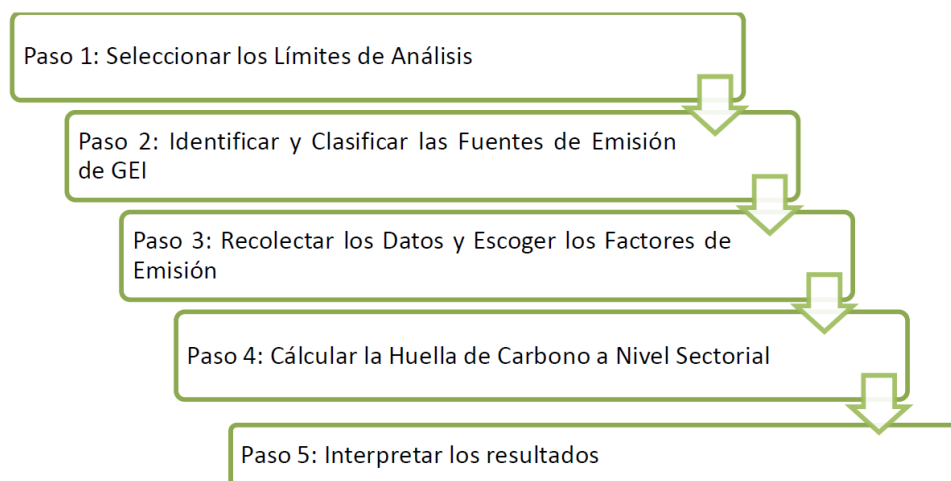 Paso 1: Seleccionar los Límites de Análisis
Paso 2: Identificar y Clasificar las Fuentes de Emisión
de GEI
Paso 3: Recolectar los Datos y Escoger los Factores de
Emisión
Paso 4: Cálcular la Huella de Carbono a Nivel Sectorial
Paso 5: Interpretar los resultados